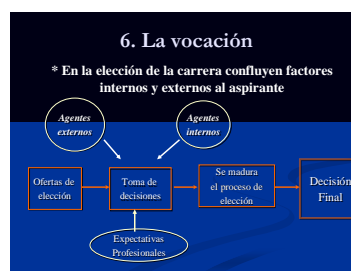 6. La vocación
* En la elección de la carrera confluyen factores
internos y externos al aspirante
Agentes
externos
Agentes
internos
Ofertas de
elección
Toma de
decisiones
Se madura
el proceso de
elección
Decisión
Final
Expectativas
Profesionales